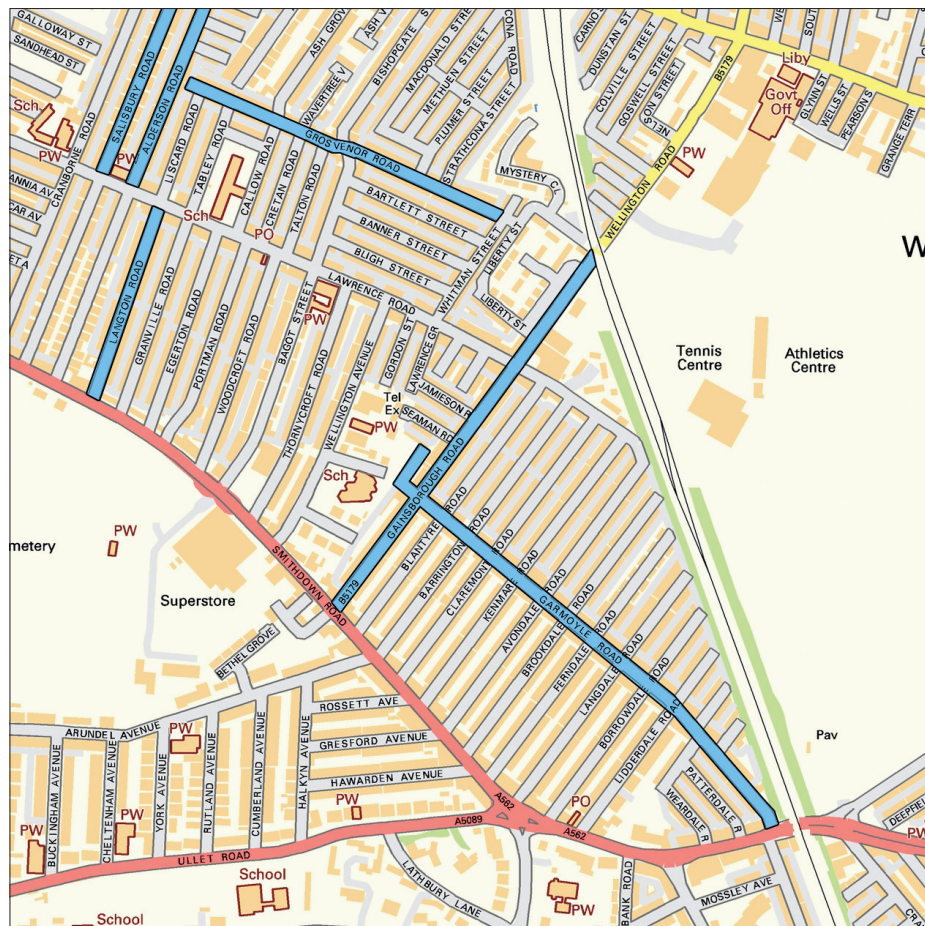 GALLOWAY ST
SANDHEAD ST
SALISBURY ROAD
ALDERSON ROAD
ASH GROV
ASH V
BISHOPGATE
MACDONALD STREET
METHUEN STREET
PLUMER STREET
STRATHCONA STREET
CONA ROAD
WAVERTREE V
CARNO
DUNSTAN ST
COLVILLE STREET
GOSWELL STREET
SON STREET
NE
B5179
Liby
Govt
Off
GLYNN ST
WELLS ST
PEARSON S
SOUT
GRANGE TERR
Sch
PW
PW
CRANBORNE ROAD
LISCARD ROAD
TABLEY ROAD
CALLOW ROAD
CRETAN ROAD
TALTON ROAD
GROSVENOR ROAD
MYSTERY CL
WELLINGTON ROAD
PW
ANNIA AV
CAR AV
ET A
Sch
PO
BARTLETT STREET
BANNER STREET
BLIGH STREET
WHITMAN STREET
LIBERTY ST
LIBERTY ST
W
LANGTON ROAD
GRANVILLE ROAD
EGERTON ROAD
PORTMAN ROAD
WOODCROFT ROAD
BAGOT STREET
PW
LAWRENCE ROAD
THORNYCROFT ROAD
WELLINGTON AVENUE
GORDON ST
LAWRENCE GR
JAMIESON R
SEAMAN RD
Tel
Ex
PW
Sch
Tennis
Centre
Athletics
Centre
GAINSBOROUGH ROAD
B5179
metery
PW
Superstore
SMITHDOWN ROAD
BETHEL GROVE
BLANTYRE ROAD
BARRINGTON ROAD
CLAREMONT ROAD
KENMARE ROAD
AVONDALE ROAD
BROOKDALE ROAD
FERNDALE ROAD
LANGDALE ROAD
BORROWDALE ROAD
LIDDERDALE ROAD
GARMOYLE ROAD
PATTERDALE R
WEARDALE R
Pav
ARUNDEL AVENUE
ROSSETT AVE
GRESFORD AVENUE
HAWARDEN AVENUE
BUCKINGHAM AVENUE
CHELTENHAM AVENUE
YORK AVENUE
RUTLAND AVENUE
CUMBERLAND AVENUE
HALKYN AVENUE
PW
PW
PW
PW
A562
A5089
A562
PO
ULLET ROAD
School
School
LATHBURY LANE
PW
BANK ROAD
MOSSLEY AVE
DEEPFIE
PW
CRA